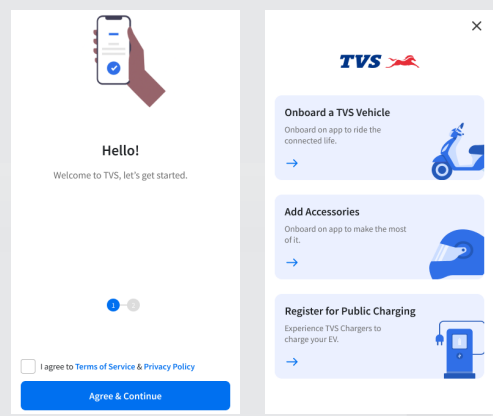 Hello!
Welcome to TVS, let's get started.
1
I agree to Terms of Service & Privacy Policy
Agree & Continue
TVS
Onboard a TVS Vehicle
Onboard on app to ride the
connected life.
Add Accessories
Onboard on app to make the most
of it.
Register for Public Charging
Experience TVS Chargers to
charge your EV.